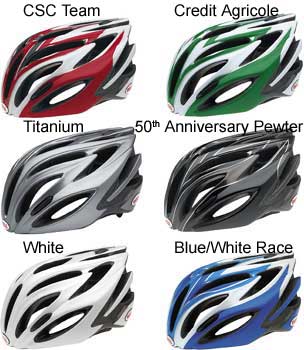 CSC Team
Credit Agricole
Titanium
50th Anniversary Pewter
White
Blue/White Race